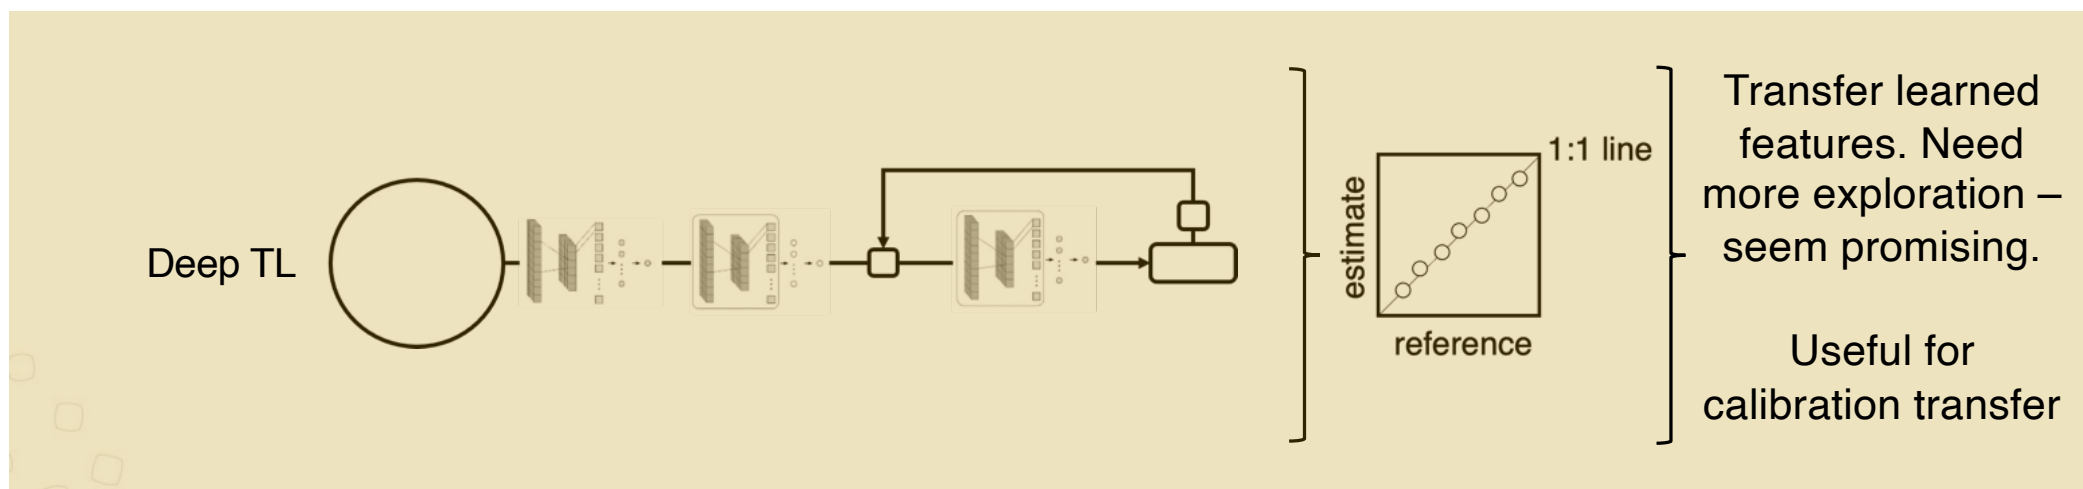 Deep TL
1:1 line
estimate
reference
Transfer learned
features. Need
more exploration –
seem promising.
Useful for
calibration transfer